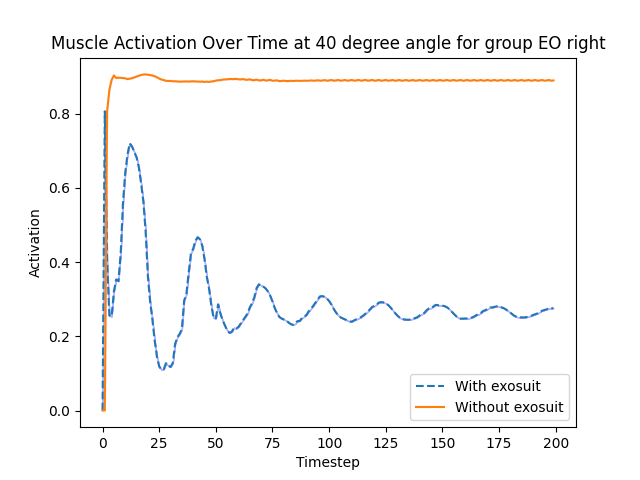 Muscle Activation Over Time at 40 degree angle for group EO right
Activation
0.8
0.6
0.4
0.2
0.0
0 25 50 75 100 125 150 175 200
Timestep
With exosuit
Without exosuit